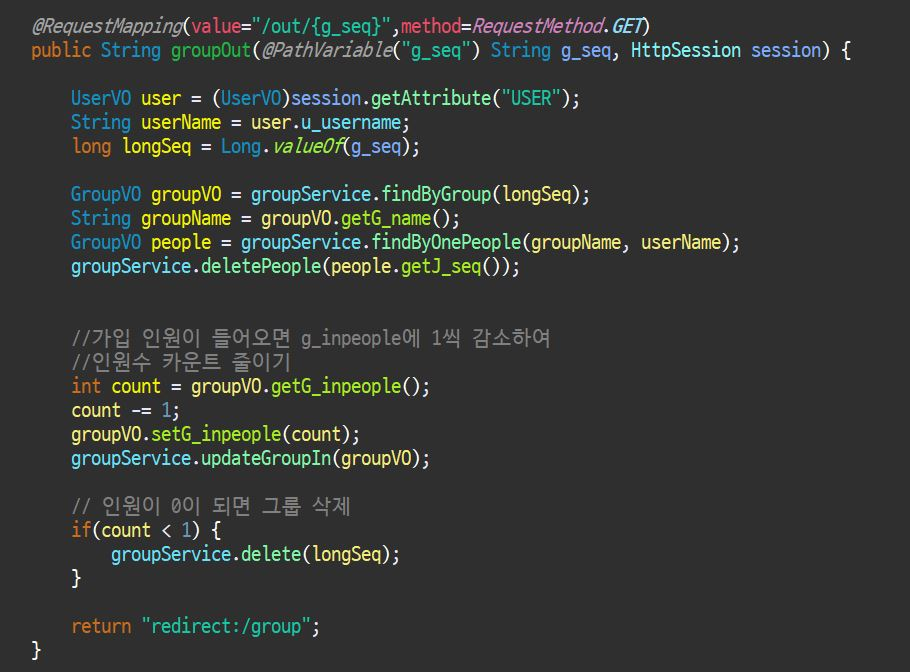 @RequestMapping(value="/out/{g_seq}",method=RequestMethod.GET)
public String groupOut(@PathVariable("g_seq") String g_seq, HttpSession session) {
UserVO user = (UserVO)session.getAttribute("USER");
String userName = user.u_username;
long longSeq = Long.valueOf(g_seq);
GroupVO groupVO = groupService.findByGroup(longSeq);
String groupName = groupVO.getG_name();
GroupVO people = groupService.findByOnePeople(groupName, userName);
groupService.deletePeople(people.getJ_seq());
//가입 인원이 들어오면 g_inpeople에 1씩 감소하여
//인원수 카운트 줄이기
int count = groupVO.getG_inpeople();
count -= 1;
groupVO.setG_inpeople(count);
groupService.updateGroupIn(groupVO);
// 인원이 0이 되면 그룹 삭제
if(count < 1) {
groupService.delete(longSeq);
}
return "redirect:/group";
}